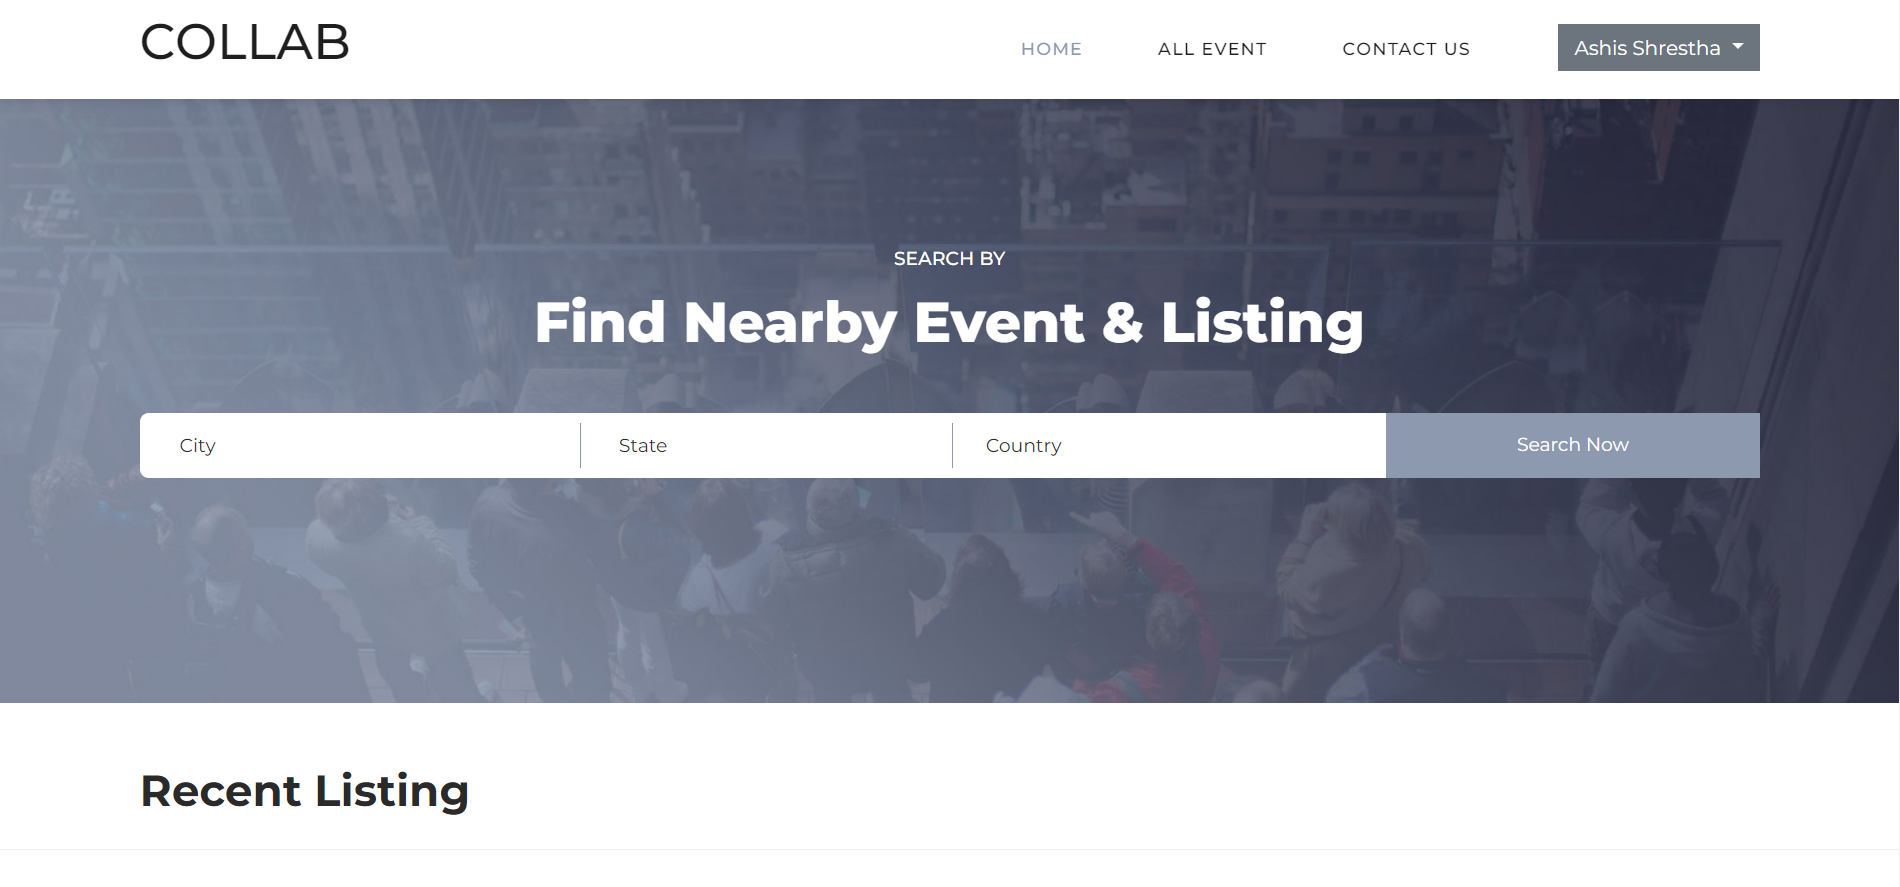 COLLAB
HOME
ALL EVENT
CONTACT US
Ashis Shrestha
SEARCH BY
Find Nearby Event & Listing
City
State
Country
Search Now
Recent Listing